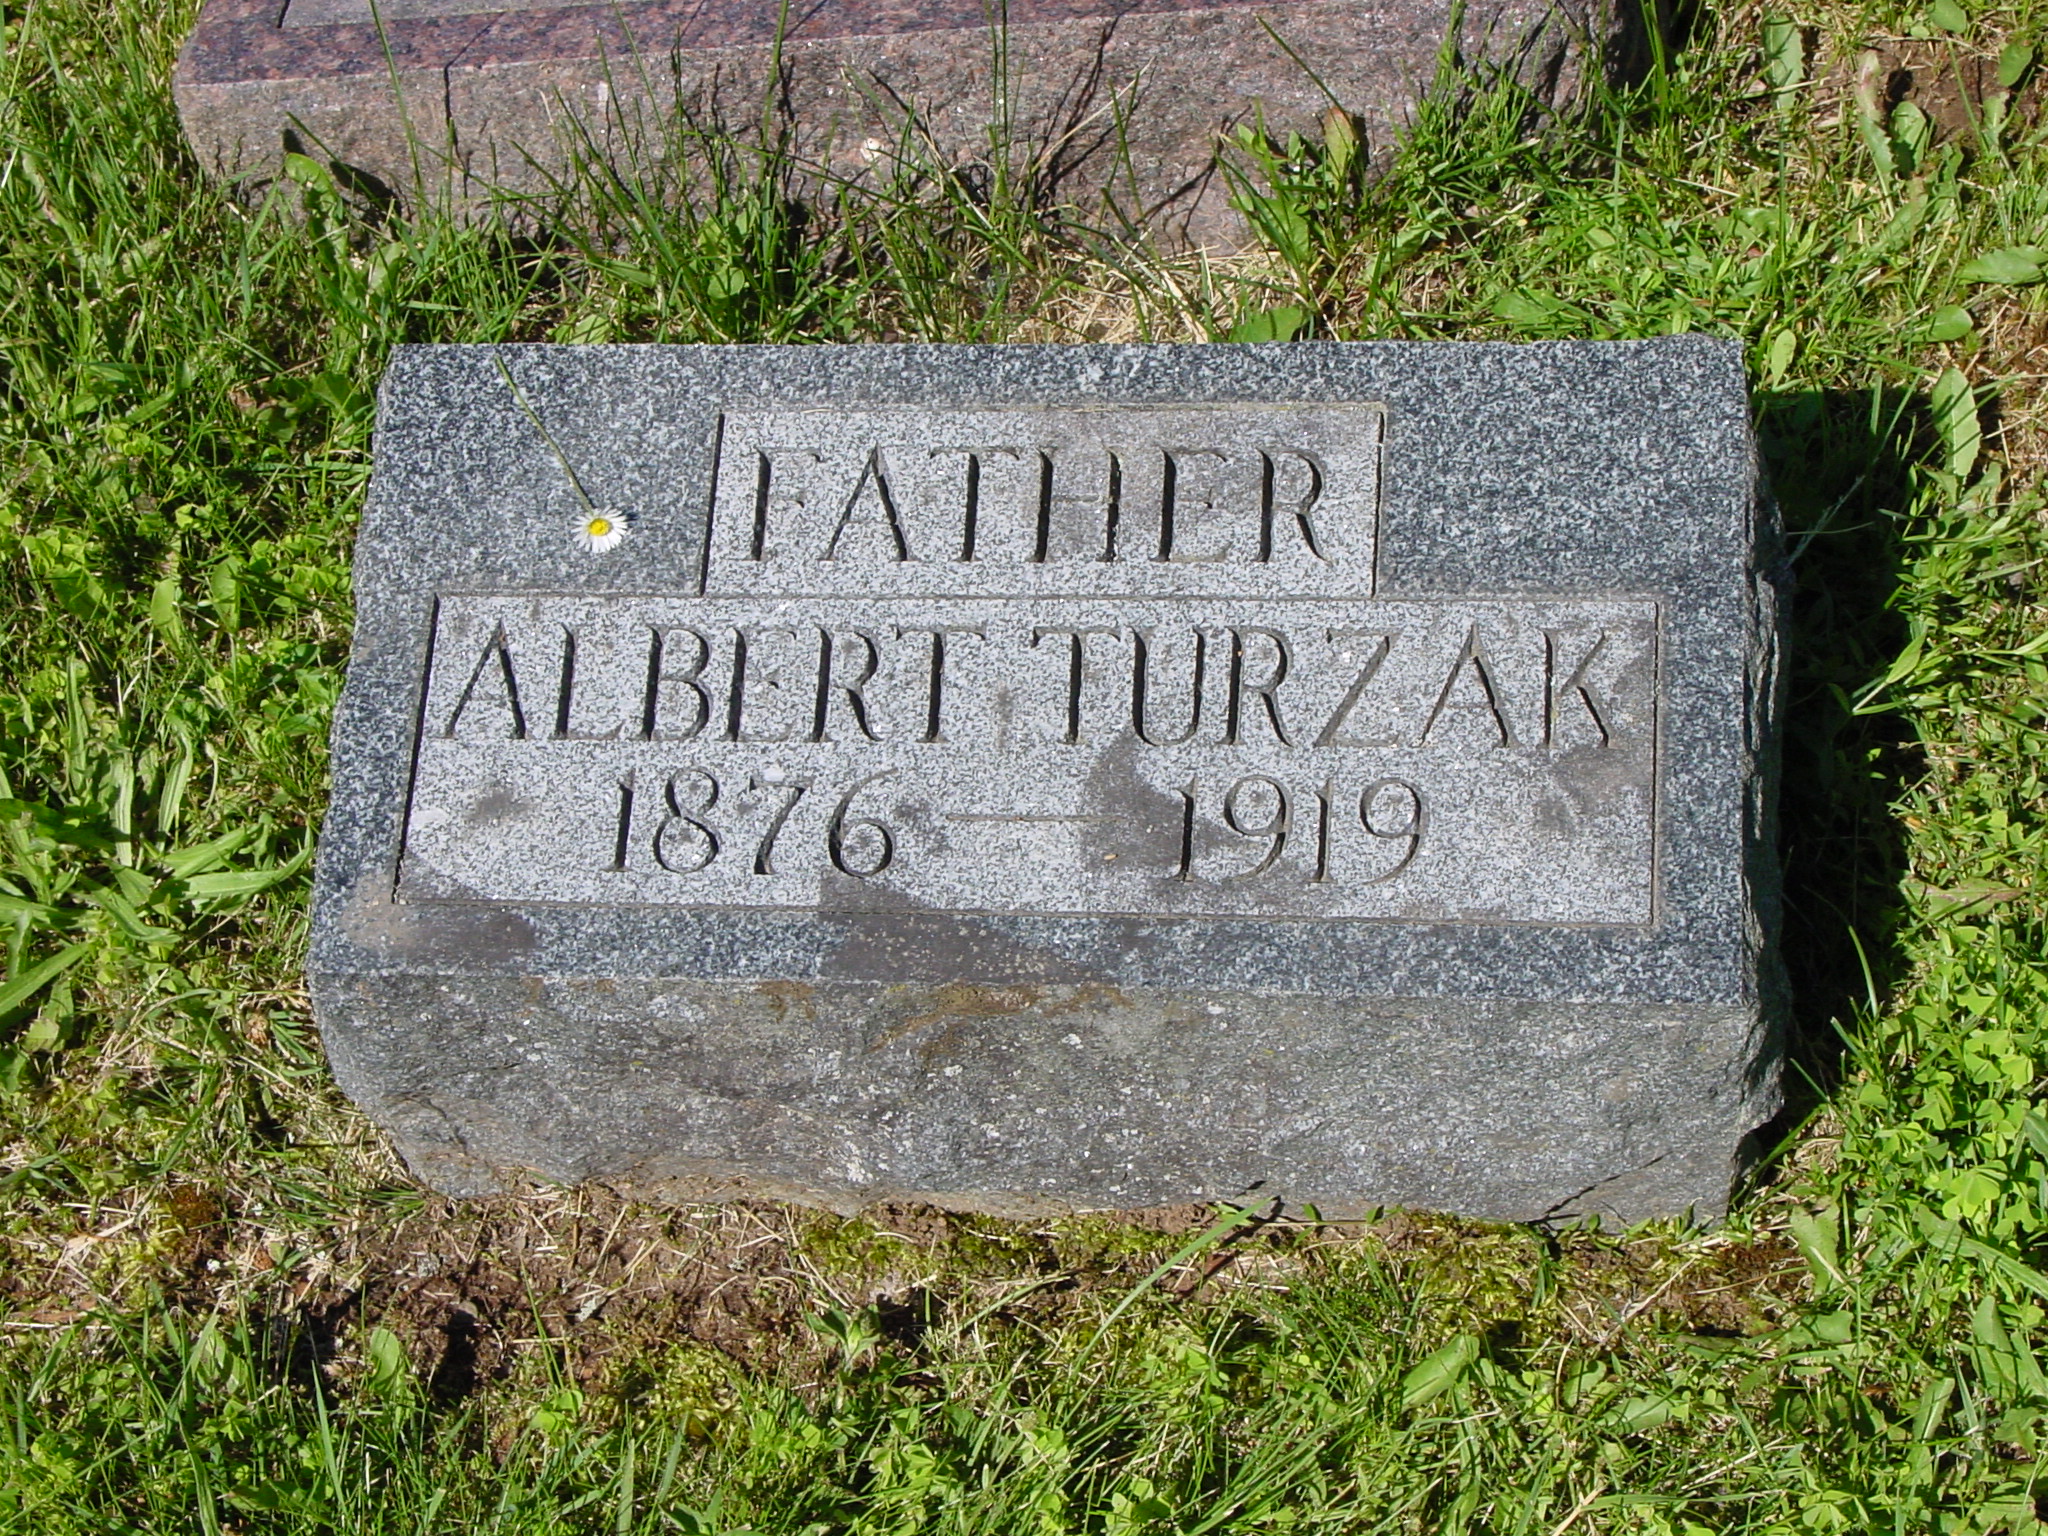 FATHER
ALBERT TURZAK
1876 — 1919